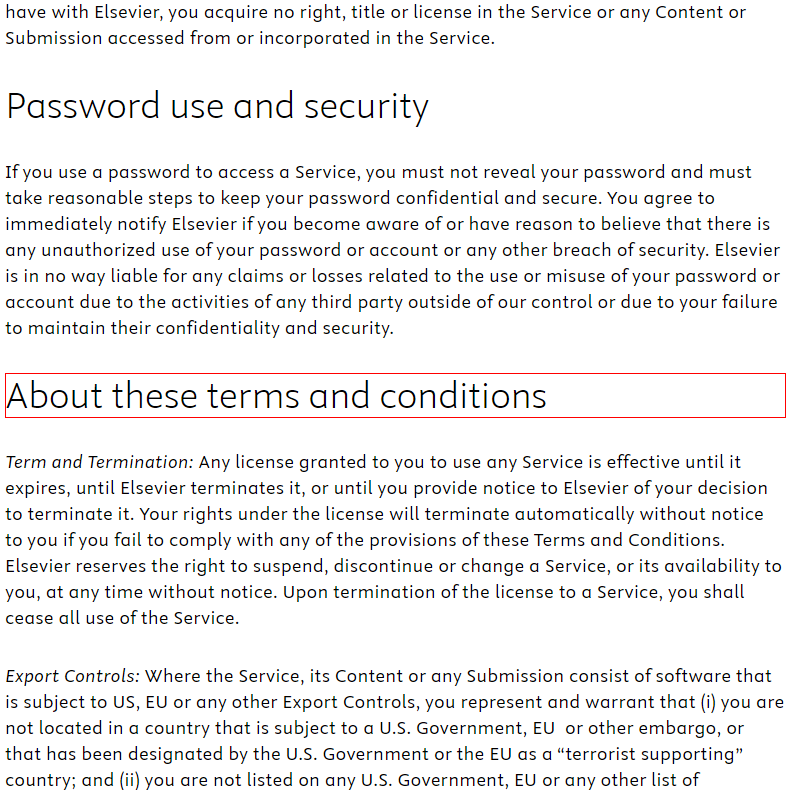 have with Elsevier, you acquire no right, title or license in the Service or any Content or
Submission accessed from or incorporated in the Service.
Password use and security
If you use a password to access a Service, you must not reveal your password and must
take reasonable steps to keep your password confidential and secure. You agree to
immediately notify Elsevier if you become aware of or have reason to believe that there is
any unauthorized use of your password or account or any other breach of security. Elsevier
is in no way liable for any claims or losses related to the use or misuse of your password or
account due to the activities of any third party outside of our control or due to your failure
to maintain their confidentiality and security.
About these terms and conditions
Term and Termination: Any license granted to you to use any Service is effective until it
expires, until Elsevier terminates it, or until you provide notice to Elsevier of your decision
to terminate it. Your rights under the license will terminate automatically without notice
to you if you fail to comply with any of the provisions of these Terms and Conditions.
Elsevier reserves the right to suspend, discontinue or change a Service, or its availability to
you, at any time without notice. Upon termination of the license to a Service, you shall
cease all use of the Service.
Export Controls: Where the Service, its Content or any Submission consist of software that
is subject to US, EU or any other Export Controls, you represent and warrant that (i) you are
not located in a country that is subject to a U.S. Government, EU  or other embargo, or
that has been designated by the U.S. Government or the EU as a “terrorist supporting”
country; and (ii) you are not listed on any U.S. Government, EU or any other list of